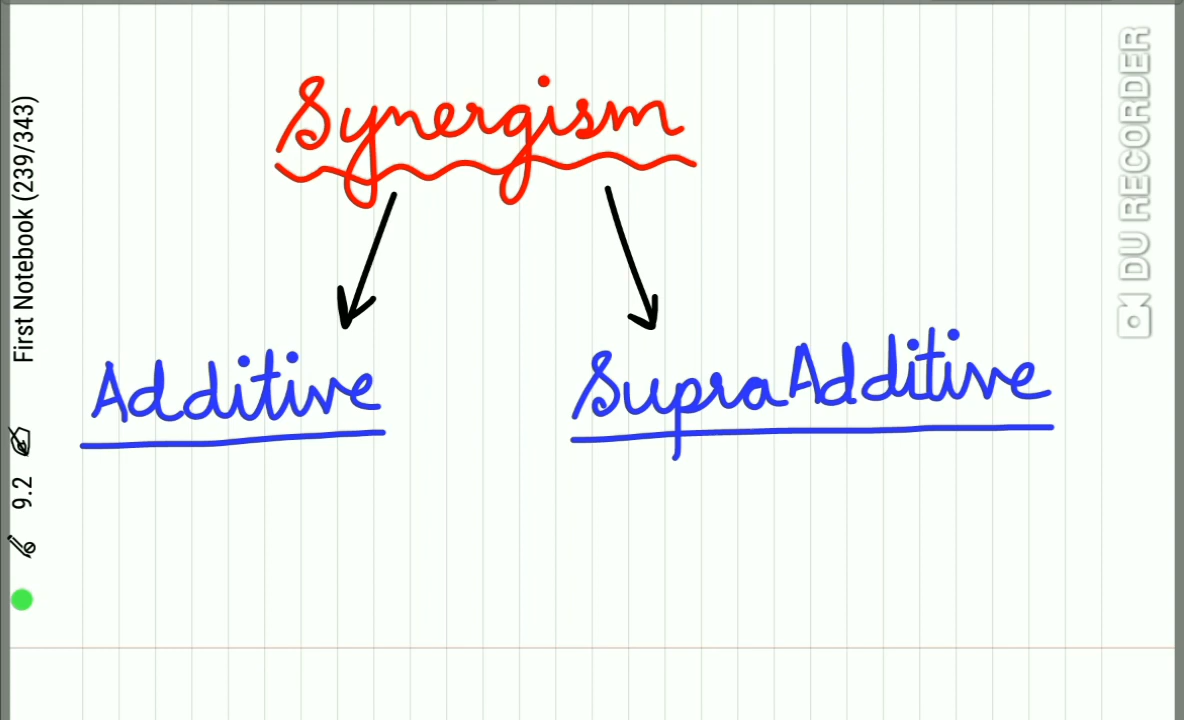 Synergism
Additive
SupraAdditive
First Notebook (239/343)
9.2
DU RECORDER